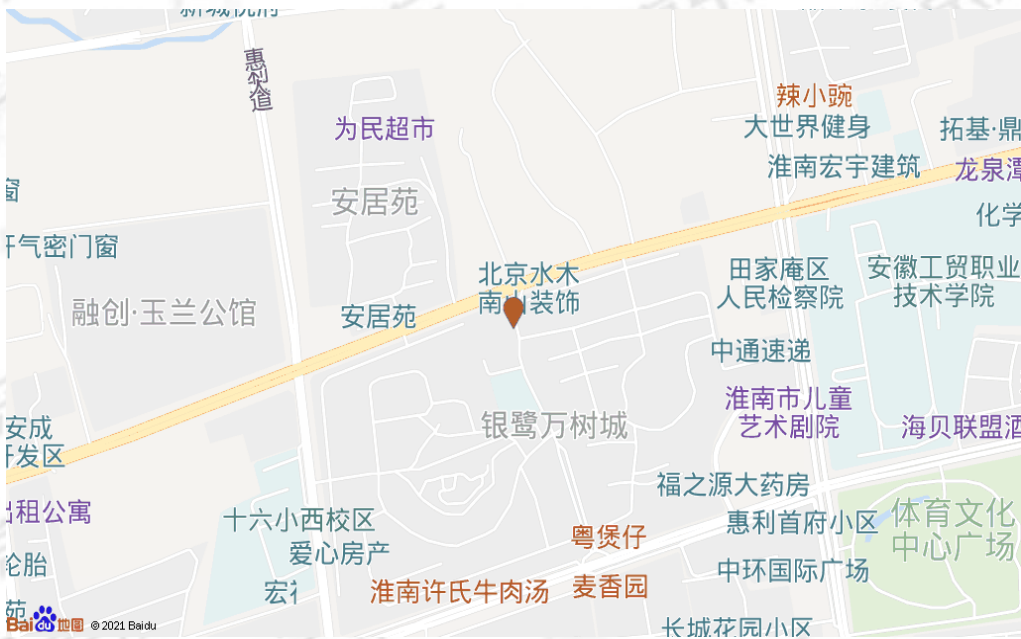 惠利大道
辣小豌
为民超市
大世界健身
拓基·鼎
淮南宏宇建筑
龙泉潭
窗
安居苑
化学
开气密门窗
北京水木
南山装饰
田家庵区
人民检察院
安徽工贸职业
技术学院
融创·玉兰公馆
安居苑
中通速递
淮南市儿童
艺术剧院
安成
开发区
银鹭万树城
海贝联盟酒
福之源大药房
出租公寓
十六小西校区
惠利首府小区
体育文化
中心广场
粤煲仔
爱心房产
轮胎
中环国际广场
宏
淮南许氏牛肉汤
麦香园
苑
长城花园小区
Bai du 地图 © 2021 Baidu